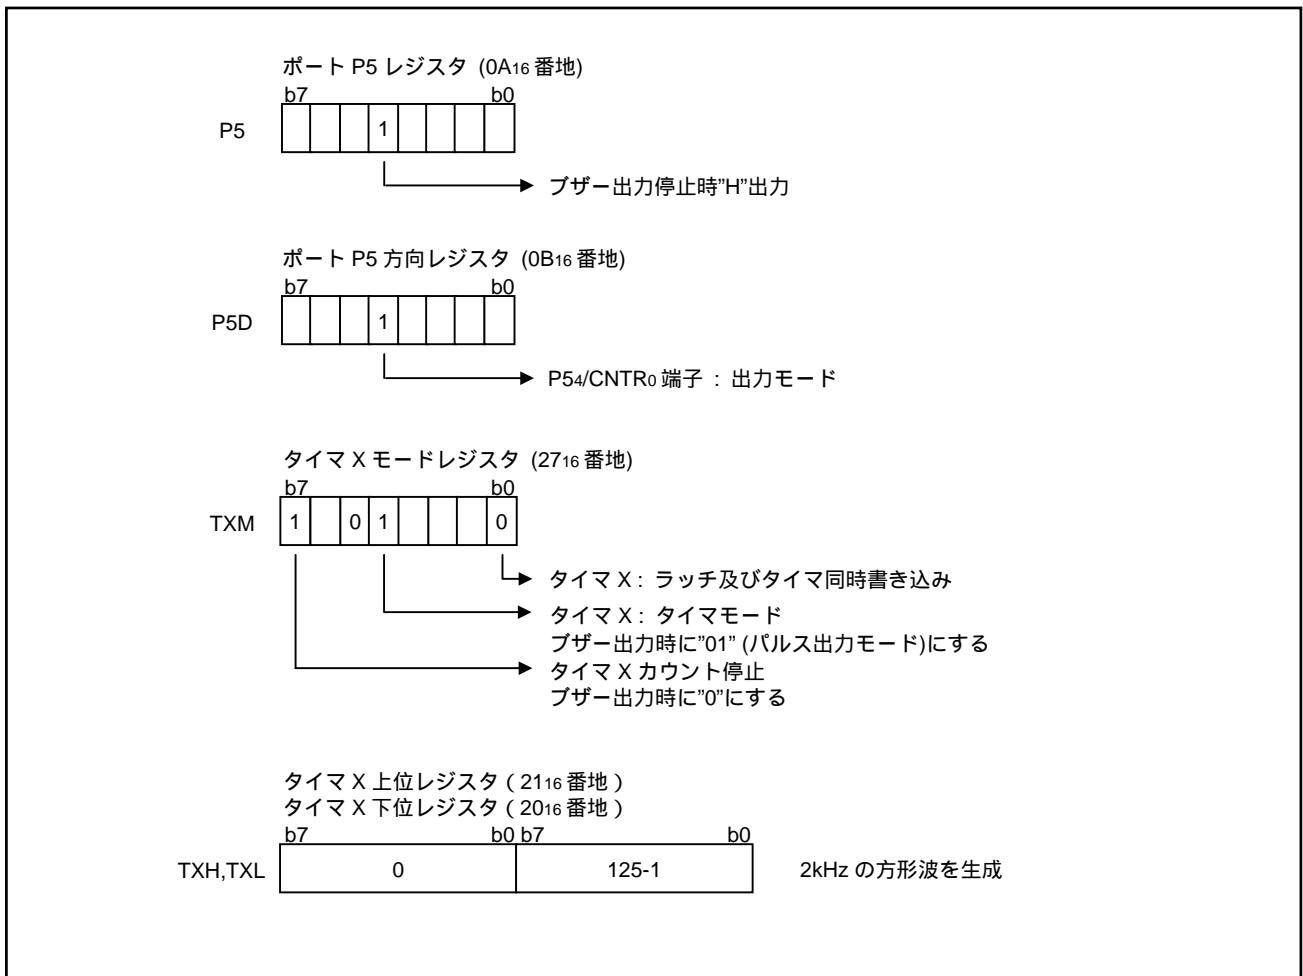 ポート P5 レジスタ (0A16 番地)
b7 b0
P5 1
ブザー出力停止時”H”出力
ポート P5 方向レジスタ (0B16 番地)
b7 b0
P5D 1
P54/CNTR0 端子 : 出力モード
タイマ X モードレジスタ (2716 番地)
b7 b0
TXM 1 0 1 0
タイマ X : ラッチ及びタイマ同時書き込み
タイマ X : タイマモード
ブザー出力時に”01” (パルス出力モード)にする
タイマ X カウント停止
ブザー出力時に”0”にする
タイマ X 上位レジスタ ( 2116 番地 )
タイマ X 下位レジスタ ( 2016 番地 )
b7 b0 b7 b0
TXH,TXL 0 125-1 2kHz の方形波を生成